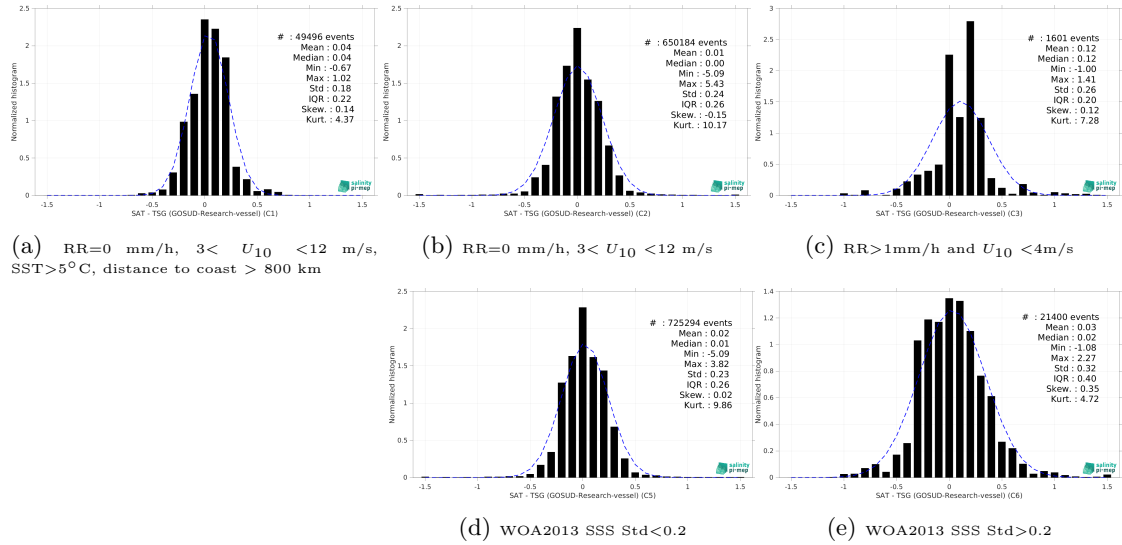 3
2.5
2.5
2
2
2.5
1.5
1.5
1
1
0.5
0.5
0
0
2
1.5
1
0.5
0
Normalized histogram
Normalized histogram
Normalized histogram
# : 49496 events
Mean : 0.04
Median : 0.04
Min : -0.67
Max : 1.02
Std : 0.18
IQR : 0.22
Skew. : 0.14
Kurt. : 4.37
# : 650184 events
Mean : 0.01
Median : 0.00
Min : -5.09
Max : 5.43
Std : 0.24
IQR : 0.26
Skew. : -0.15
Kurt. : 10.17
# : 1601 events
Mean : 0.12
Median : 0.12
Min : -1.00
Max : 1.41
Std : 0.26
IQR : 0.20
Skew. : 0.12
Kurt. : 7.28
salinity
pi-mep
salinity
pi-mep
salinity
pi-mep
-1.5 -1 -0.5 0 0.5 1 1.5
-1.5 -1 -0.5 0 0.5 1 1.5
-1.5 -1 -0.5 0 0.5 1 1.5
SAT - TSG (GOSUD-Research-vessel) (C1)
SAT - TSG (GOSUD-Research-vessel) (C2)
SAT - TSG (GOSUD-Research-vessel) (C3)
(a) RR=0 mm/h, 3< U10 <12 m/s,
SST>5°C, distance to coast > 800 km
(b) RR=0 mm/h, 3< U10 <12 m/s
(c) RR>1mm/h and U10 <4m/s
2.5
2
1.5
1
0.5
0
1.4
1.2
1
0.8
0.6
0.4
0.2
0
Normalized histogram
Normalized histogram
# : 725294 events
Mean : 0.02
Median : 0.01
Min : -5.09
Max : 3.82
Std : 0.23
IQR : 0.26
Skew. : 0.02
Kurt. : 9.86
# : 21400 events
Mean : 0.03
Median : 0.02
Min : -1.08
Max : 2.27
Std : 0.32
IQR : 0.40
Skew. : 0.35
Kurt. : 4.72
salinity
pi-mep
salinity
pi-mep
-1.5 -1 -0.5 0 0.5 1 1.5
-1.5 -1 -0.5 0 0.5 1 1.5
SAT - TSG (GOSUD-Research-vessel) (C5)
SAT - TSG (GOSUD-Research-vessel) (C6)
(d) WOA2013 SSS Std<0.2
(e) WOA2013 SSS Std>0.2